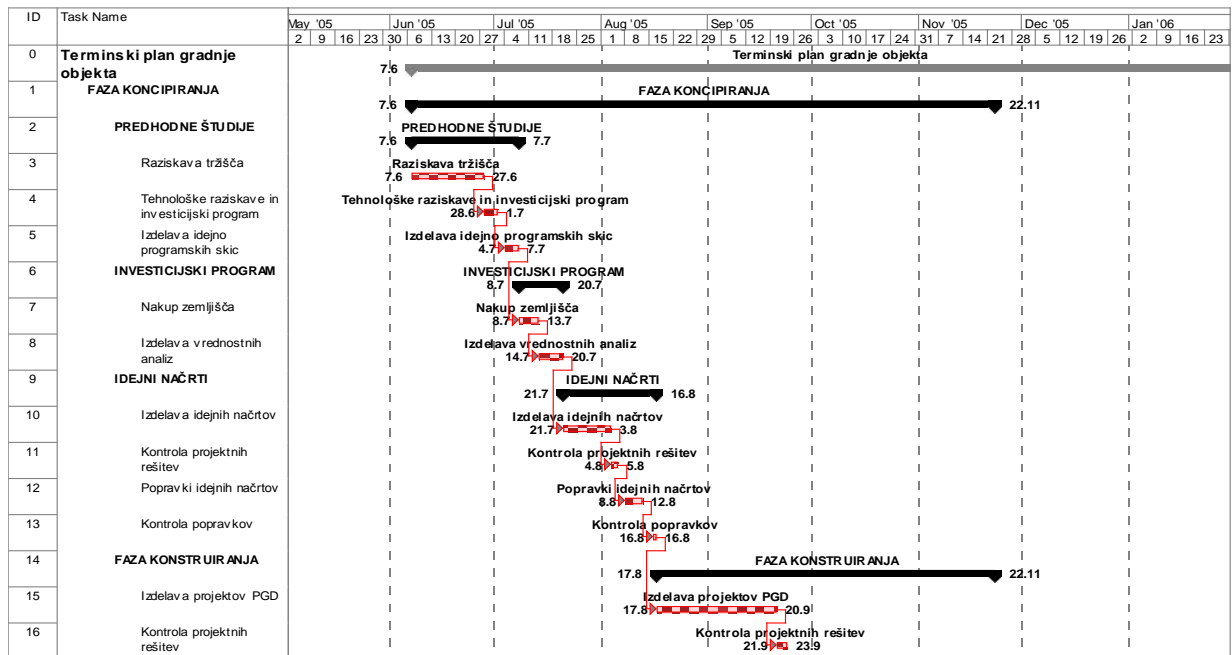 ID Task Name
May '05 Jun '05 Jul '05 Aug '05 Sep '05 Oct '05 Nov '05 Dec '05 Jan '06
2 9 16 23 30 6 13 20 27 4 11 18 25 1 8 15 22 29 5 12 19 26 3 10 17 24 31 7 14 21 28 5 12 19 26 2 9 16 23
0 Terminski plan gradnje
objekta
Terminski plan gradnje objekta
7.6
1 FAZA KONCIPIRANJA
FAZA KONCIPIRANJA
7.6 22.11
2 PREDHODNE ŠTUDIJE
PREDHODNE ŠTUDIJE
7.6 7.7
3 Raziskava tržišča
Raziskava tržišča
7.6 27.6
4 Tehnološke raziskave in
investicijski program
Tehnološke raziskave in investicijski program
28.6 1.7
5 Izdelava idejno
programskih skic
Izdelava idejno programskih skic
4.7 7.7
6 INVESTICIJSKI PROGRAM
INVESTICIJSKI PROGRAM
8.7 20.7
7 Nakup zemljišča
Nakup zemljišča
8.7 13.7
8 Izdelava vrednostnih
analiz
Izdelava vrednostnih analiz
14.7 20.7
9 IDEJNI NAČRTI
IDEJNI NAČRTI
21.7 16.8
10 Izdelava idejnih načrtov
Izdelava idejnih načrtov
21.7 3.8
11 Kontrola projektnih
rešitev
Kontrola projektnih rešitev
4.8 5.8
12 Popravki idejnih načrtov
Popravki idejnih načrtov
8.8 12.8
13 Kontrola popravkov
Kontrola popravkov
16.8 16.8
14 FAZA KONSTRUIRANJA
FAZA KONSTRUIRANJA
17.8 22.11
15 Izdelava projektov PGD
Izdelava projektov PGD
17.8 20.9
16 Kontrola projektnih
rešitev
Kontrola projektnih rešitev
21.9 23.9